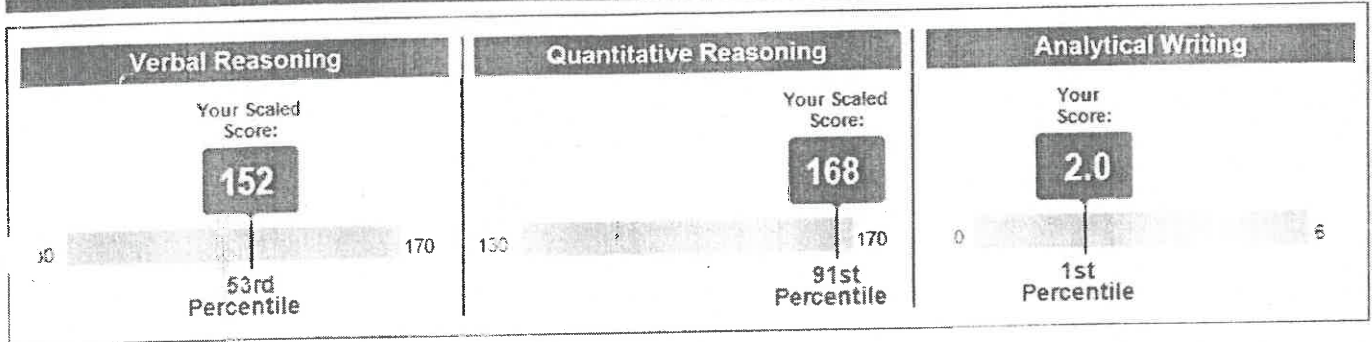 Verbal Reasoning
Your Scaled
Score:
152
170
53rd
Percentile
Quantitative Reasoning
Your Scaled
Score:
168
130
170
91st
Percentile
Analytical Writing
Your
Score:
2.0
0
6
1st
Percentile